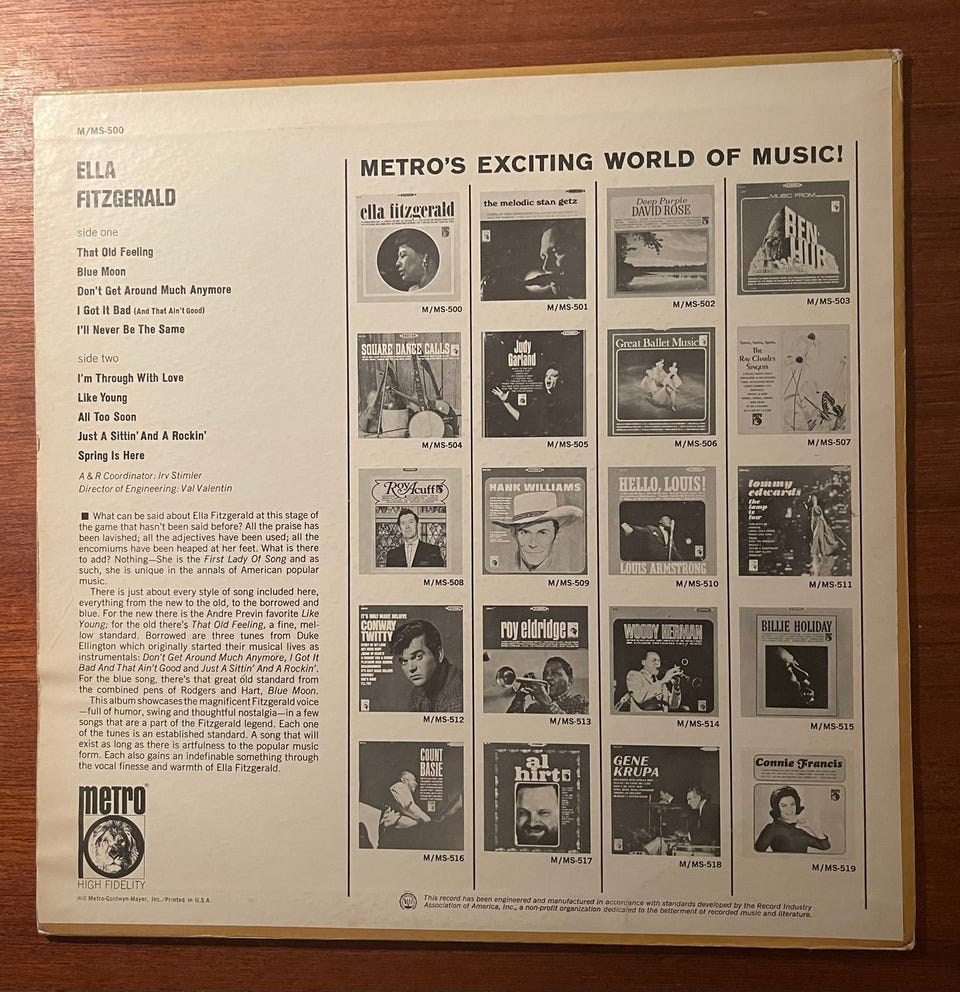 M/MS-500
ELLA
FITZGERALD
side one
That Old Feeling
Blue Moon
Don't Get Around Much Anymore
I Got It Bad (And That Ain't Good)
I'll Never Be The Same
side two
I'm Through With Love
Like Young
All Too Soon
Just A Sittin' And A Rockin'
Spring Is Here
A & R Coordinator: Irv Stimler
Director of Engineering: Val Valentin
■ What can be said about Ella Fitzgerald at this stage of
the game that hasn't been said before? All the praise has
been lavished; all the adjectives have been used; all the
encomiums have been heaped at her feet. What is there
to add? Nothing—She is the First Lady Of Song and as
such, she is unique in the annals of American popular
music.
There is just about every style of song included here,
everything from the new to the old, to the borrowed and
blue. For the new there is the Andre Previn favorite Like
Young; for the old there's That Old Feeling, a fine, mel-
low standard. Borrowed are three tunes from Duke
Ellington which originally started their musical lives as
instrumentals: Don't Get Around Much Anymore, I Got It
Bad And That Ain't Good and Just A Sittin' And A Rockin'.
For the blue song, there's that great old standard from
the combined pens of Rodgers and Hart, Blue Moon.
This album showcases the magnificent Fitzgerald voice
—full of humor, swing and thoughtful nostalgia—in a few
songs that are a part of the Fitzgerald legend. Each one
of the tunes is an established standard. A song that will
exist as long as there is artfulness to the popular music
form. Each also gains an indefinable something through
the vocal finesse and warmth of Ella Fitzgerald.
metro®
HIGH FIDELITY
Metro-Goldwyn-Mayer, Inc./Printed in U.S.A.
METRO'S EXCITING WORLD OF MUSIC!
ella fitzgerald
M/MS-500
the melodic stan getz
M/MS-501
Deep Purple
DAVID ROSE
M/MS-502
MUSIC FROM
BEN-HUR
M/MS-503
SQUARE DANCE CALLS
M/MS-504
Judy
Garland
M/MS-505
Great Ballet Music
M/MS-506
The
Ray Charles
Singers
M/MS-507
Roy Acuff
M/MS-508
HANK WILLIAMS
M/MS-509
HELLO, LOUIS!
LOUIS ARMSTRONG
M/MS-510
tommy
edwards
the
lamp
is
low
M/MS-511
IT'S ONLY MAKE BELIEVE
CONWAY
TWITTY
M/MS-512
roy eldridge
M/MS-513
WOODY HERMAN
M/MS-514
BILLIE HOLIDAY
M/MS-515
COUNT
BASIE
M/MS-516
al
hirt
M/MS-517
GENE
KRUPA
M/MS-518
Connie Francis
M/MS-519
This record has been engineered and manufactured in accordance with standards developed by the Record Industry
Association of America, Inc., a non-profit organization dedicated to the betterment of recorded music and literature.